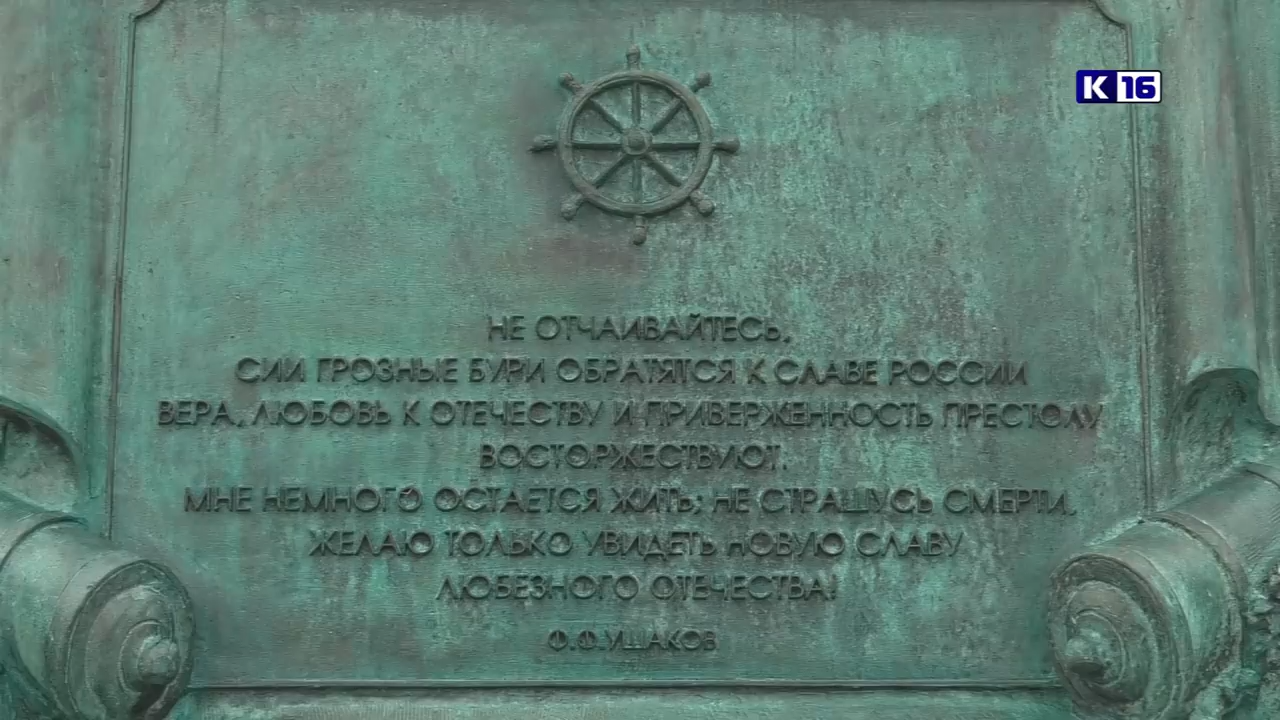 К 16
НЕ ОТЧАИВАЙТЕСЬ,
СИИ ГРОЗНЫЕ БУРИ ОБРАТЯТСЯ К СЛАВЕ РОССИИ
ВЕРА, ЛЮБОВЬ К ОТЕЧЕСТВУ И ПРИВЕРЖЕННОСТЬ ПРЕСТОЛУ
ВОСТОРЖЕСТВУЮТ.
МНЕ НЕМНОГО ОСТАЕТСЯ ЖИТЬ; НЕ СТРАШУСЬ СМЕРТИ,
ЖЕЛАЮ ТОЛЬКО УВИДЕТЬ НОВУЮ СЛАВУ
ЛЮБЕЗНОГО ОТЕЧЕСТВА!
Ф.Ф.УШАКОВ